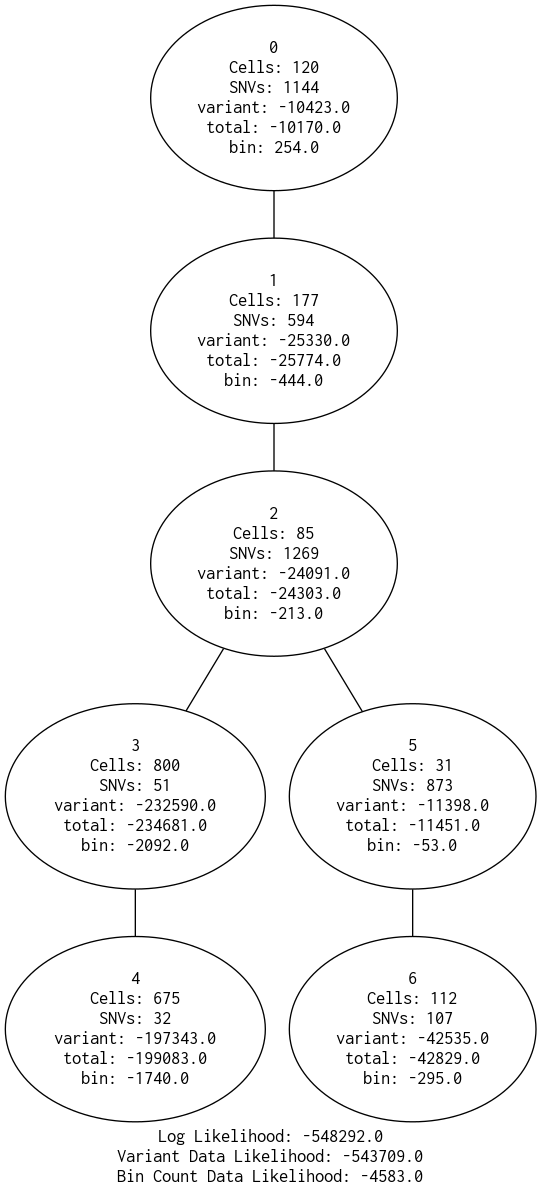 0
Cells: 120
SNVs: 1144
variant: -10423.0
total: -10170.0
bin: 254.0
1
Cells: 177
SNVs: 594
variant: -25330.0
total: -25774.0
bin: -444.0
2
Cells: 85
SNVs: 1269
variant: -24091.0
total: -24303.0
bin: -213.0
3
Cells: 800
SNVs: 51
variant: -232590.0
total: -234681.0
bin: -2092.0
5
Cells: 31
SNVs: 873
variant: -11398.0
total: -11451.0
bin: -53.0
4
Cells: 675
SNVs: 32
variant: -197343.0
total: -199083.0
bin: -1740.0
6
Cells: 112
SNVs: 107
variant: -42535.0
total: -42829.0
bin: -295.0
Log Likelihood: -548292.0
Variant Data Likelihood: -543709.0
Bin Count Data Likelihood: -4583.0